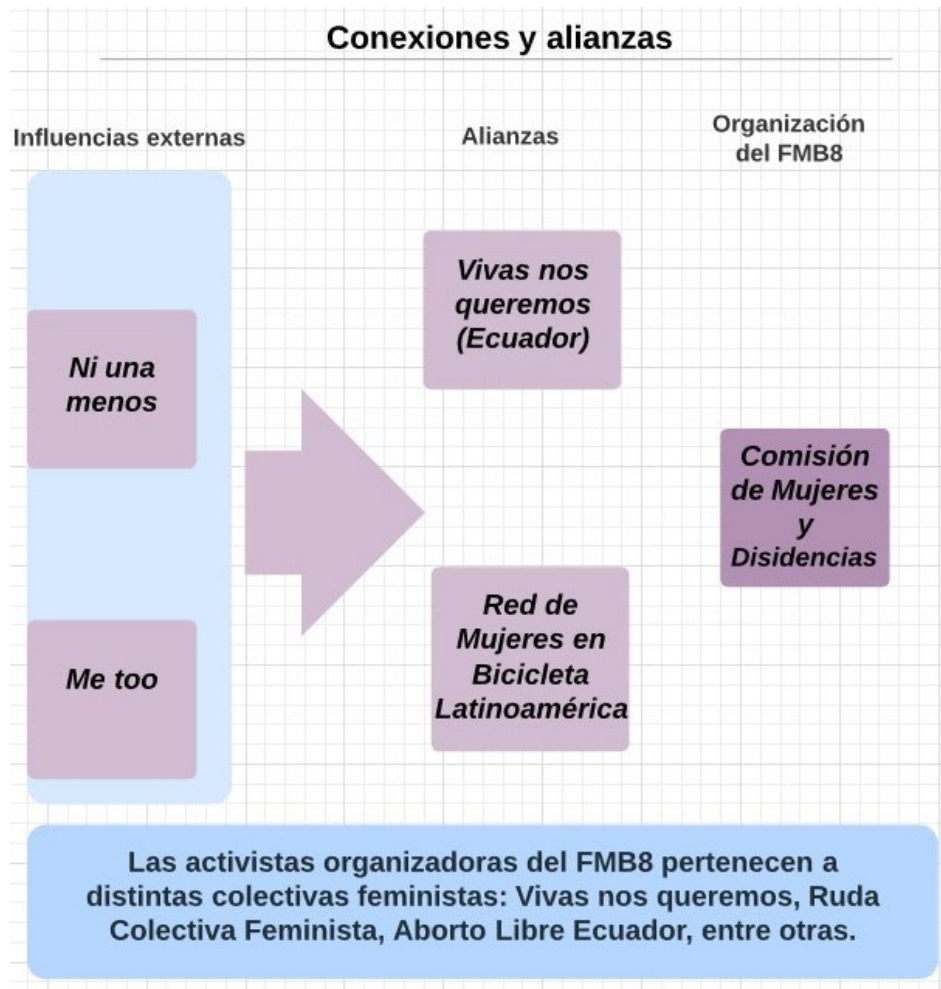 Conexiones y alianzas
Influencias externas
Alianzas
Organización
del FMB8
Ni una
menos
Me too
Vivas nos
queremos
(Ecuador)
Red de
Mujeres en
Bicicleta
Latinoamérica
Comisión
de Mujeres
y
Disidencias
Las activistas organizadoras del FMB8 pertenecen a
distintas colectivas feministas: Vivas nos queremos, Ruda
Colectiva Feminista, Aborto Libre Ecuador, entre otras.